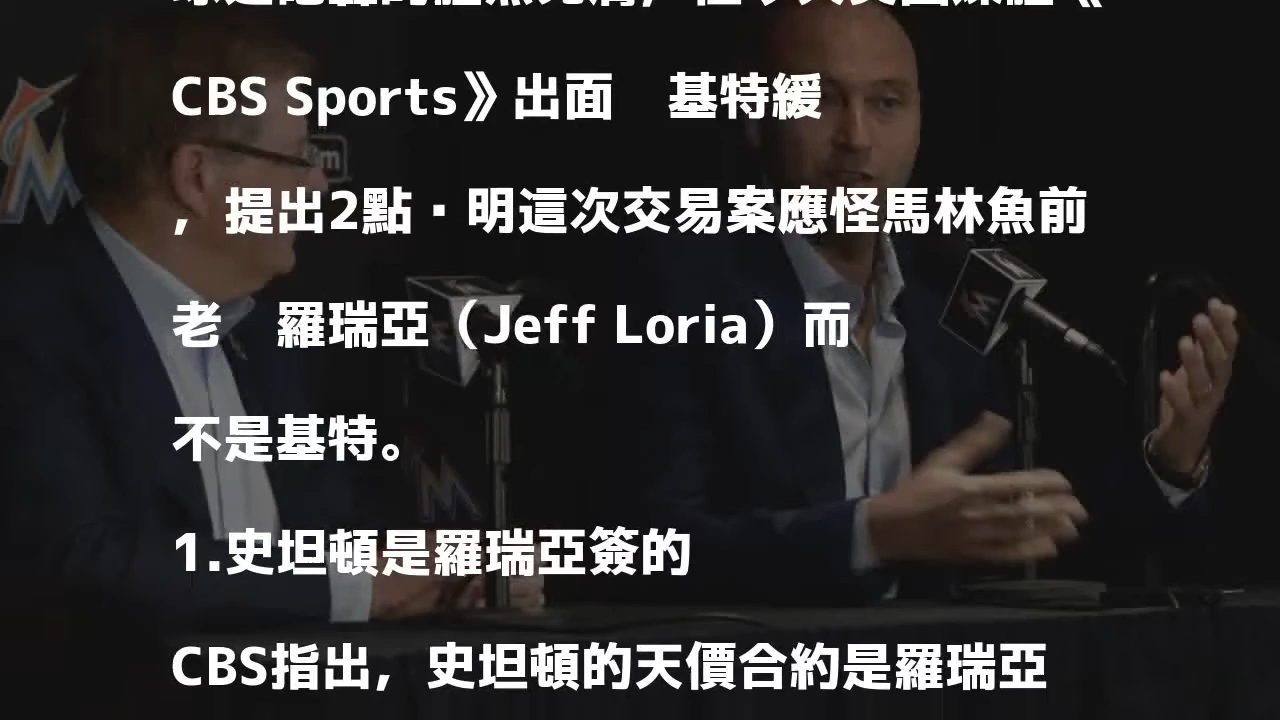 CBS Sports》出面 基特緩
，提出2點·明這次交易案應怪馬林魚前
老 羅瑞亞（Jeff Loria）而
不是基特。
1.史坦頓是羅瑞亞簽的
CBS指出，史坦頓的天價合約是羅瑞亞